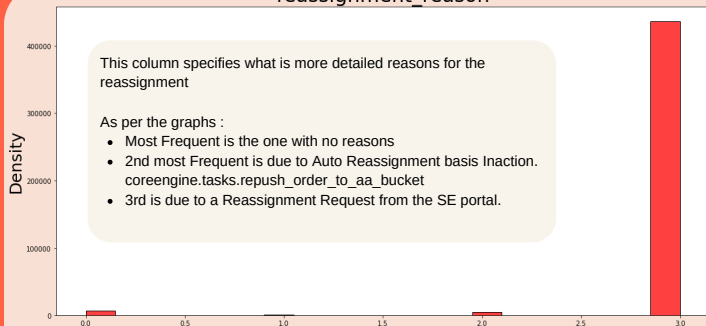 reassignment_reason
400000
300000
200000
100000
0
Density
This column specifies what is more detailed reasons for the
reassignment
As per the graphs :
• Most Frequent is the one with no reasons
• 2nd most Frequent is due to Auto Reassignment basis Inaction.
coreengine.tasks.repush_order_to_aa_bucket
• 3rd is due to a Reassignment Request from the SE portal.
0.0 0.5 1.0 1.5 2.0 2.5 3.0